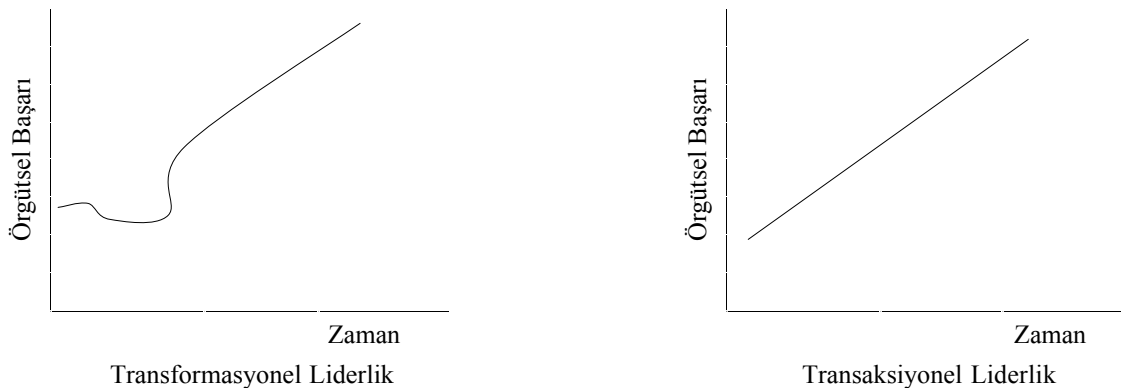 Örgütsel Başarı
Zaman
Transformasyonel Liderlik
Örgütsel Başarı
Zaman
Transaksiyonel Liderlik